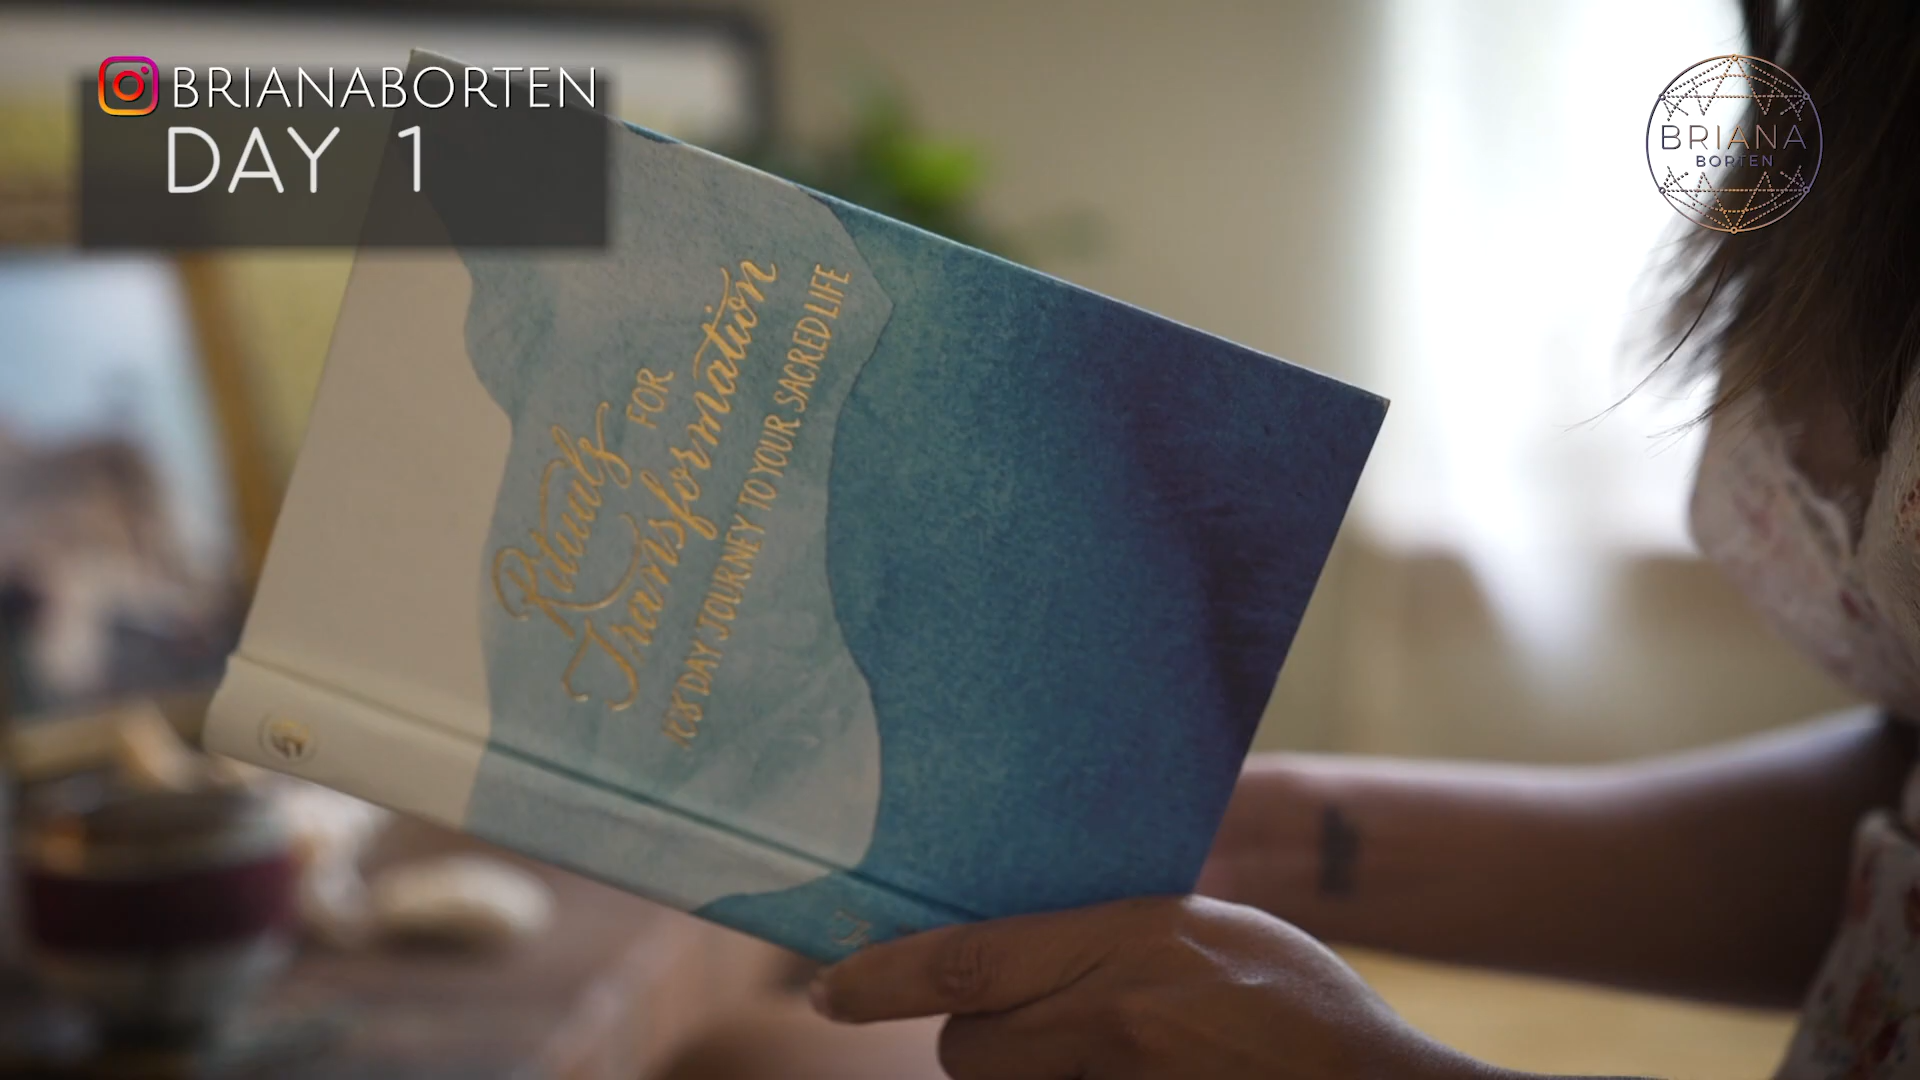 BRIANABORTEN
DAY 1
BRIANA
BORTEN
Rituals
FOR
Transformation
108 DAY JOURNEY TO YOUR SACRED LIFE